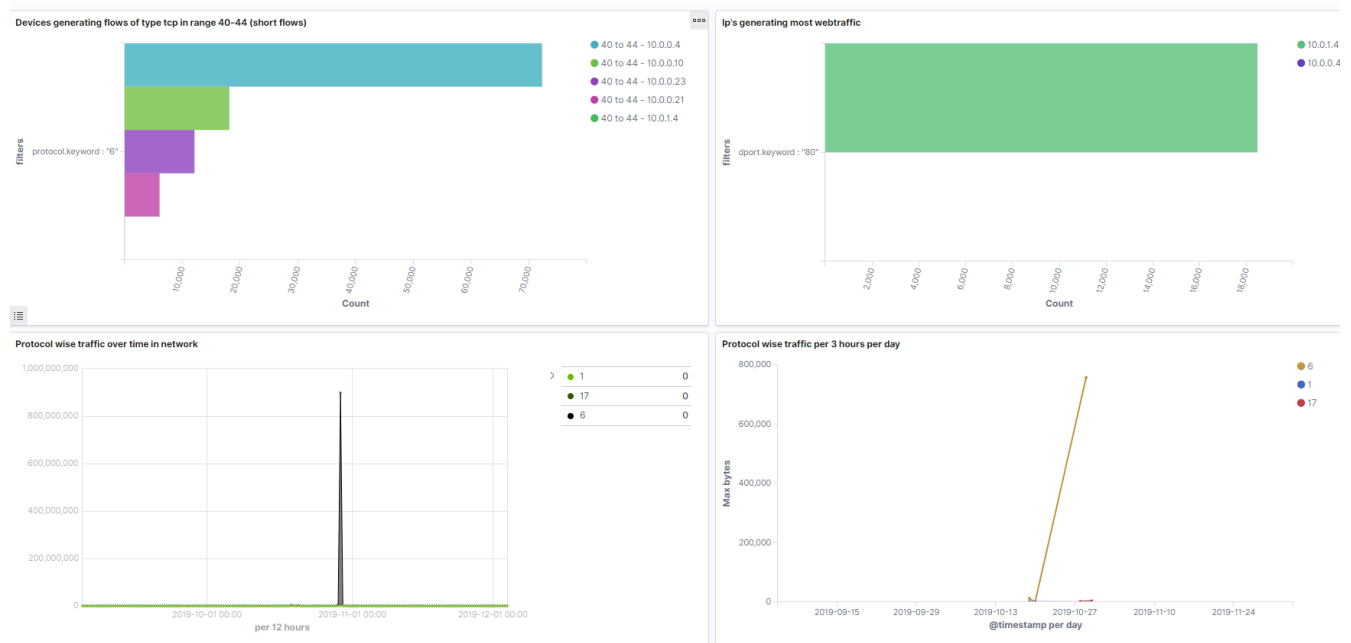 Devices generating flows of type tcp in range 40-44 (short flows)
40 to 44 - 10.0.0.4
40 to 44 - 10.0.0.10
40 to 44 - 10.0.0.23
40 to 44 - 10.0.0.21
40 to 44 - 10.0.1.4
filters
protocol.keyword : "6"
10,000
20,000
30,000
40,000
50,000
60,000
70,000
Count
Ip's generating most webtraffic
10.0.1.4
10.0.0.4
filters
dport.keyword : "80"
2,000
4,000
6,000
8,000
10,000
12,000
14,000
16,000
18,000
Count
Protocol wise traffic over time in network
1,000,000,000
800,000,000
600,000,000
400,000,000
200,000,000
0
2019-10-01 00:00
2019-11-01 00:00
2019-12-01 00:00
per 12 hours
1 0
17 0
6 0
Protocol wise traffic per 3 hours per day
6
1
17
Max bytes
800,000
600,000
400,000
200,000
0
2019-09-15
2019-09-29
2019-10-13
2019-10-27
2019-11-10
2019-11-24
@timestamp per day